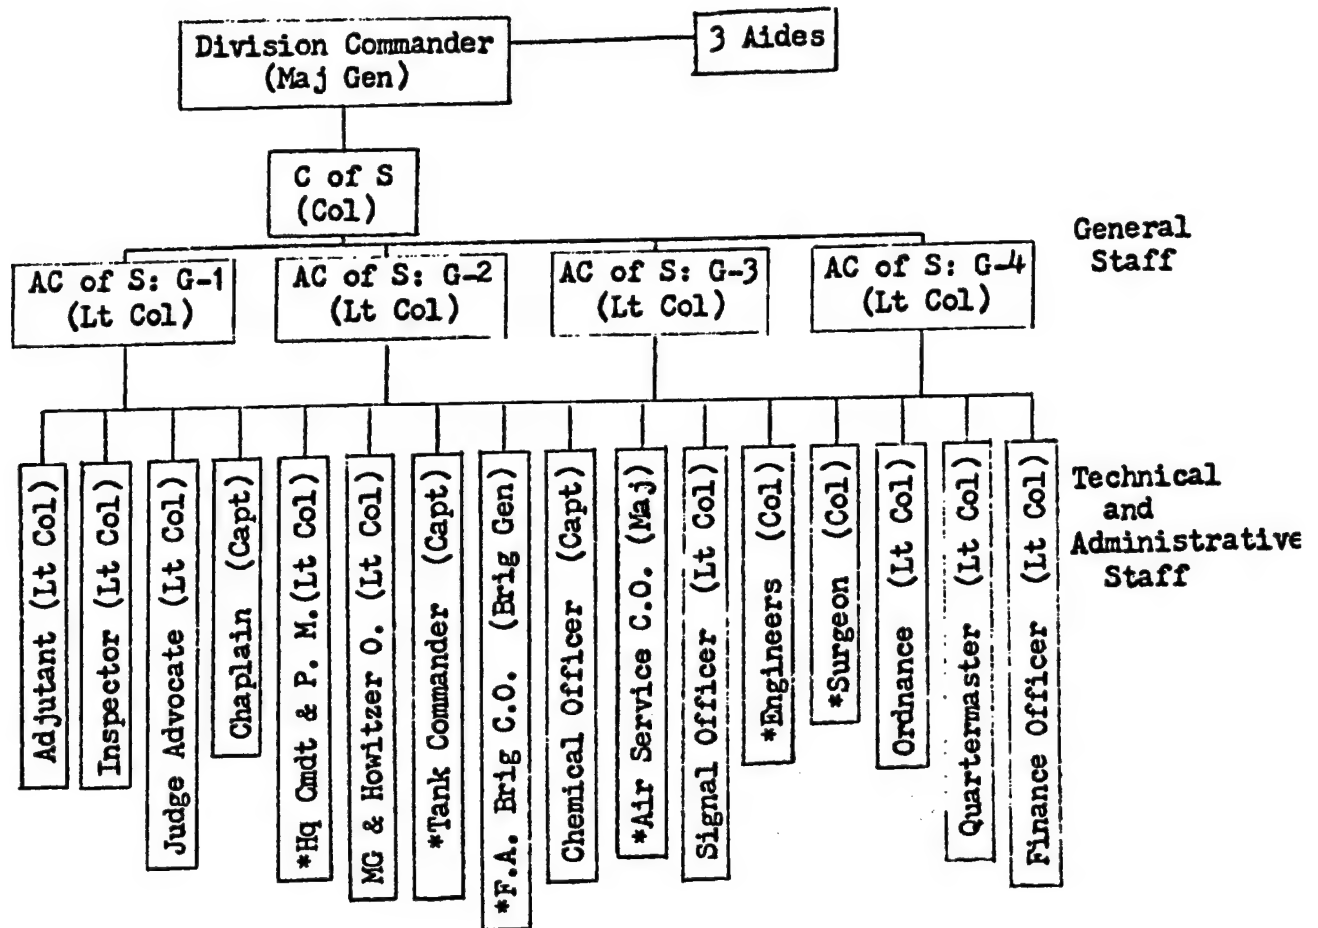 Division Commander
(Maj Gen)
3 Aides
C of S
(Col)
General
Staff
AC of S: G-1
(Lt Col)
AC of S: G-2
(Lt Col)
AC of S: G-3
(Lt Col)
AC of S: G-4
(Lt Col)
Adjutant (Lt Col)
Inspector (Lt Col)
Judge Advocate (Lt Col)
Chaplain (Capt)
*Hq Cmdt & P. M. (Lt Col)
MG & Howitzer O. (Lt Col)
*Tank Commander (Capt)
*F.A. Brig C.O. (Brig Gen)
Chemical Officer (Capt)
*Air Service C.O. (Maj)
Signal Officer (Lt Col)
*Engineers (Col)
*Surgeon (Col)
Ordnance (Lt Col)
Quartermaster (Lt Col)
Finance Officer (Lt Col)
Technical
and
Administrative
Staff